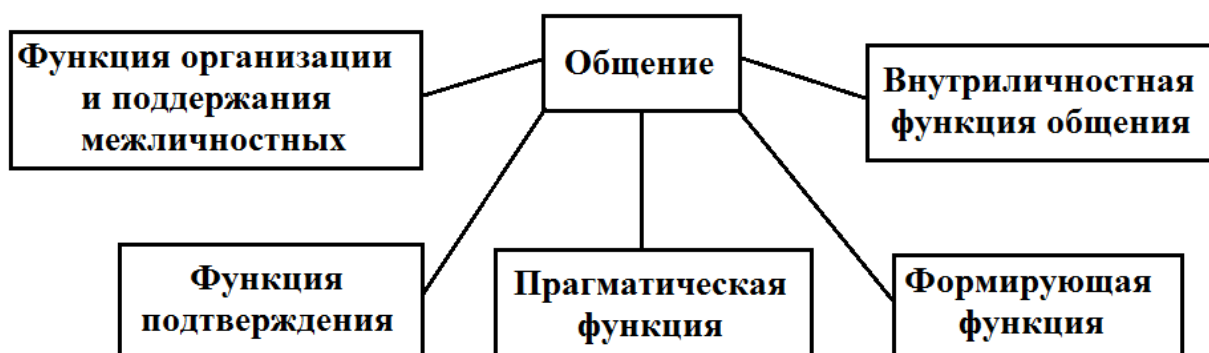 Общение
Функция организации
и поддержания
межличностных
Внутриличностная
функция общения
Функция
подтверждения
Прагматическая
функция
Формирующая
функция